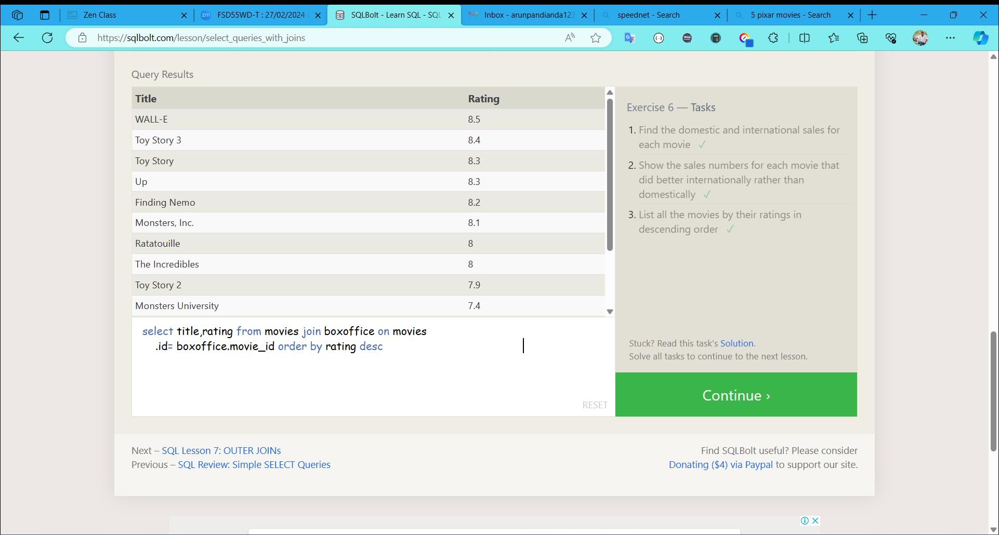 Zen Class
zm FSD55WD-T : 27/02/2024
SQLBolt - Learn SQL - SQL
Inbox - arunpandianda123
speednet - Search
5 pixar movies - Search
https://sqlbolt.com/lesson/select_queries_with_joins
Query Results
Title Rating
WALL-E 8.5
Toy Story 3 8.4
Toy Story 8.3
Up 8.3
Finding Nemo 8.2
Monsters, Inc. 8.1
Ratatouille 8
The Incredibles 8
Toy Story 2 7.9
Monsters University 7.4
select title,rating from movies join boxoffice on movies
.id= boxoffice.movie_id order by rating desc
RESET
Exercise 6 — Tasks
1. Find the domestic and international sales for
each movie ✓
2. Show the sales numbers for each movie that
did better internationally rather than
domestically ✓
3. List all the movies by their ratings in
descending order ✓
Stuck? Read this task's Solution.
Solve all tasks to continue to the next lesson.
Continue ›
Next – SQL Lesson 7: OUTER JOINs
Previous – SQL Review: Simple SELECT Queries
Find SQLBolt useful? Please consider
Donating ($4) via Paypal to support our site.